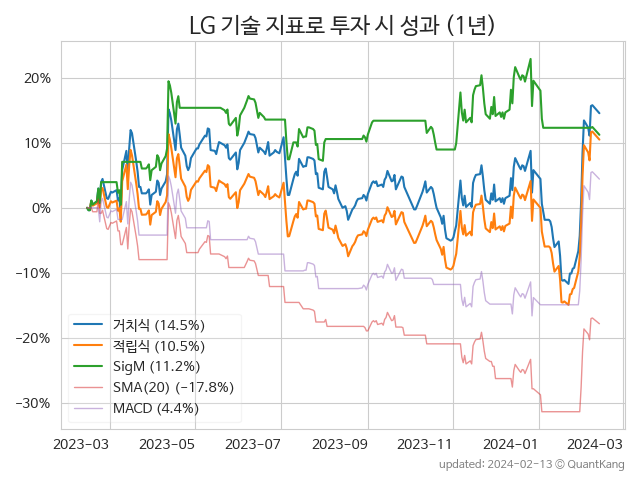 LG 기술 지표로 투자 시 성과 (1년)
20%
10%
0%
−10%
−20%
−30%
거치식 (14.5%)
적립식 (10.5%)
SigM (11.2%)
SMA(20) (−17.8%)
MACD (4.4%)
2023-03 2023-05 2023-07 2023-09 2023-11 2024-01 2024-03
updated: 2024-02-13 © QuantKang